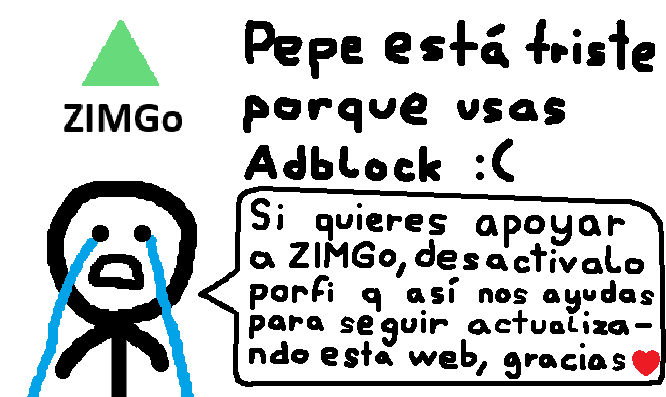 ZIMGo
Pepe está triste
porque usas
Adblock :(
Si quieres apoyar
a ZIMGo, desactivalo
porfi q así nos ayudas
para seguir actualiza-
ndo esta web, gracias